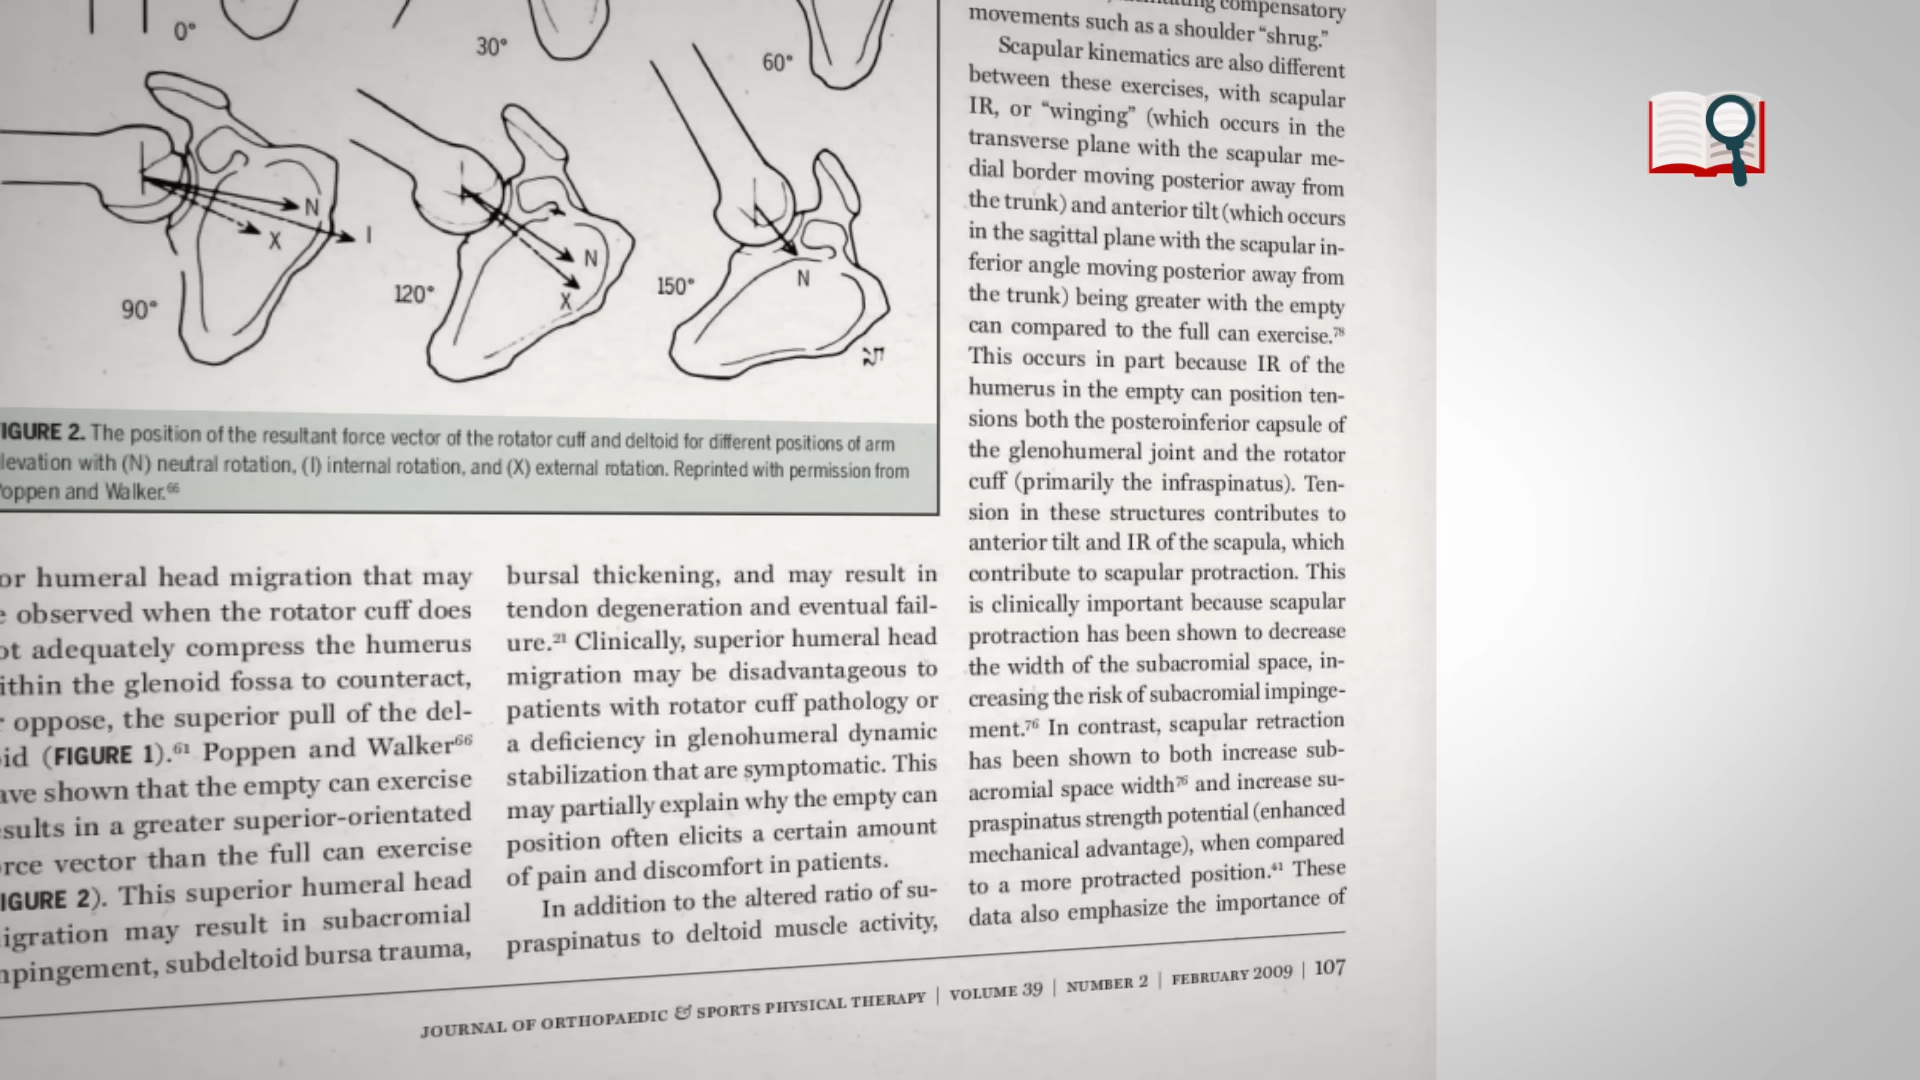 0°
30°
60°
N
X
I
90°
N
X
120°
N
150°
IGURE 2. The position of the resultant force vector of the rotator cuff and deltoid for different positions of arm
levation with (N) neutral rotation, (I) internal rotation, and (X) external rotation. Reprinted with permission from
oppen and Walker.66
or humeral head migration that may
e observed when the rotator cuff does
ot adequately compress the humerus
ithin the glenoid fossa to counteract,
r oppose, the superior pull of the del-
id (FIGURE 1).61 Poppen and Walker66
ave shown that the empty can exercise
sults in a greater superior-orientated
rce vector than the full can exercise
IGURE 2). This superior humeral head
igration may result in subacromial
npingement, subdeltoid bursa trauma,
bursal thickening, and may result in
tendon degeneration and eventual fail-
ure.21 Clinically, superior humeral head
migration may be disadvantageous to
patients with rotator cuff pathology or
a deficiency in glenohumeral dynamic
stabilization that are symptomatic. This
may partially explain why the empty can
position often elicits a certain amount
of pain and discomfort in patients.
In addition to the altered ratio of su-
praspinatus to deltoid muscle activity,
compensatory
movements such as a shoulder “shrug.”
Scapular kinematics are also different
between these exercises, with scapular
IR, or “winging” (which occurs in the
transverse plane with the scapular me-
dial border moving posterior away from
the trunk) and anterior tilt (which occurs
in the sagittal plane with the scapular in-
ferior angle moving posterior away from
the trunk) being greater with the empty
can compared to the full can exercise.78
This occurs in part because IR of the
humerus in the empty can position ten-
sions both the posteroinferior capsule of
the glenohumeral joint and the rotator
cuff (primarily the infraspinatus). Ten-
sion in these structures contributes to
anterior tilt and IR of the scapula, which
contribute to scapular protraction. This
is clinically important because scapular
protraction has been shown to decrease
the width of the subacromial space, in-
creasing the risk of subacromial impinge-
ment.76 In contrast, scapular retraction
has been shown to both increase sub-
acromial space width76 and increase su-
praspinatus strength potential (enhanced
mechanical advantage), when compared
to a more protracted position.41 These
data also emphasize the importance of
JOURNAL OF ORTHOPAEDIC & SPORTS PHYSICAL THERAPY | VOLUME 39 | NUMBER 2 | FEBRUARY 2009 | 107